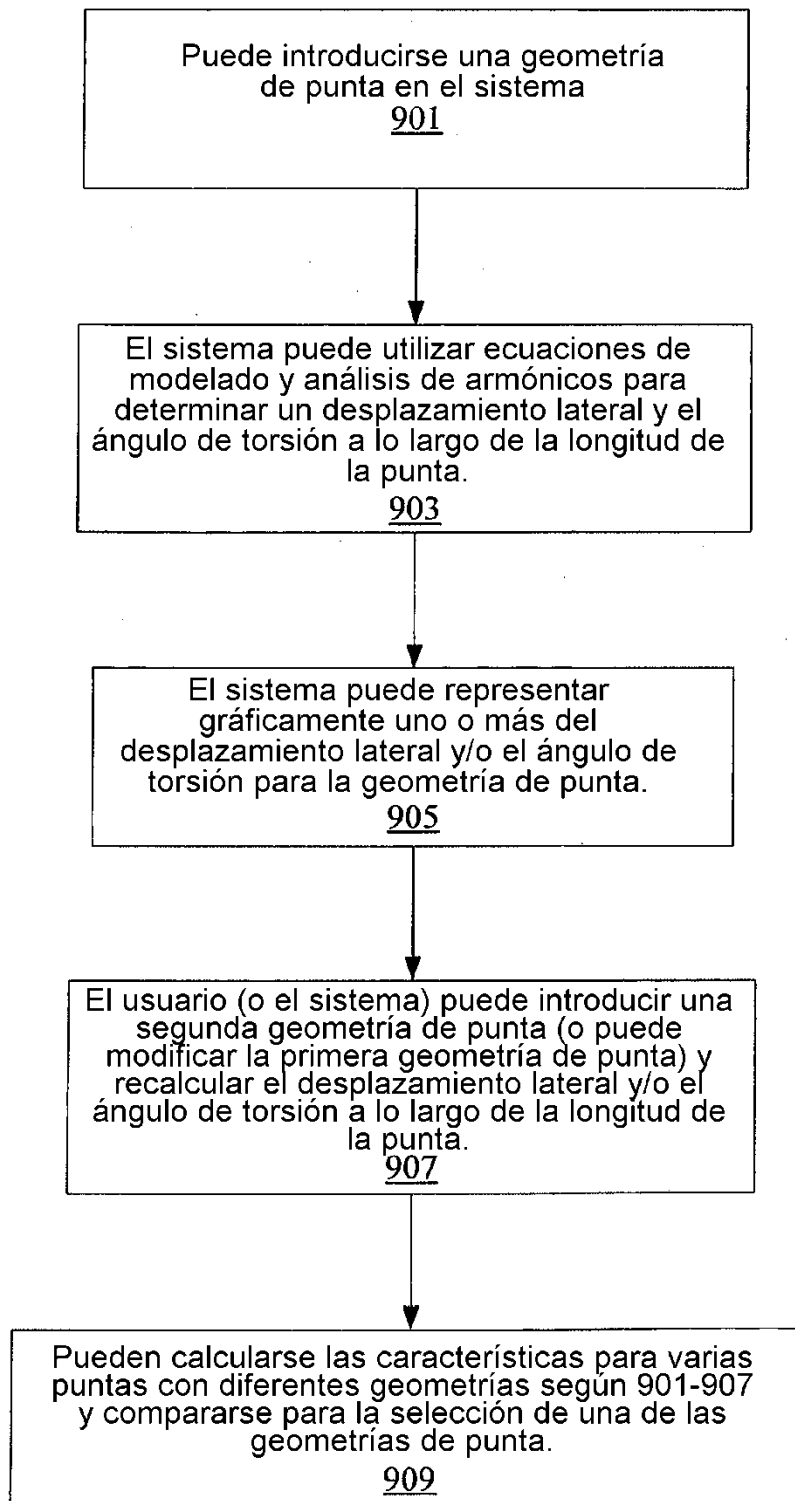 Puede introducirse una geometría
de punta en el sistema
901
El sistema puede utilizar ecuaciones de
modelado y análisis de armónicos para
determinar un desplazamiento lateral y el
ángulo de torsión a lo largo de la longitud de
la punta.
903
El sistema puede representar
gráficamente uno o más del
desplazamiento lateral y/o el ángulo de
torsión para la geometría de punta.
905
El usuario (o el sistema) puede introducir una
segunda geometría de punta (o puede
modificar la primera geometría de punta) y
recalcular el desplazamiento lateral y/o el
ángulo de torsión a lo largo de la longitud de
la punta.
907
Pueden calcularse las características para varias
puntas con diferentes geometrías según 901-907
y compararse para la selección de una de las
geometrías de punta.
909